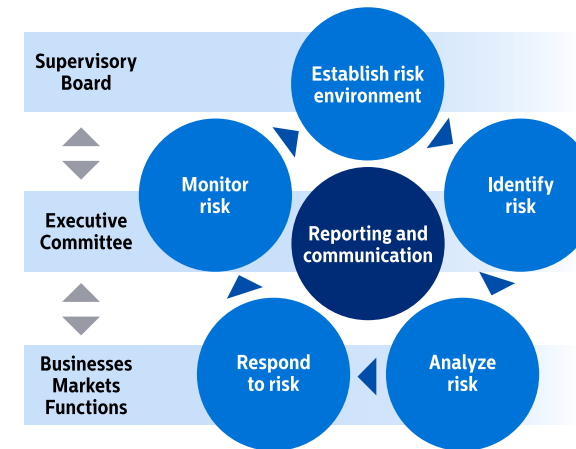 Supervisory
Board
Establish risk
environment
Monitor
risk
Identify
risk
Executive
Committee
Reporting and
communication
Businesses
Markets
Functions
Respond
to risk
Analyze
risk